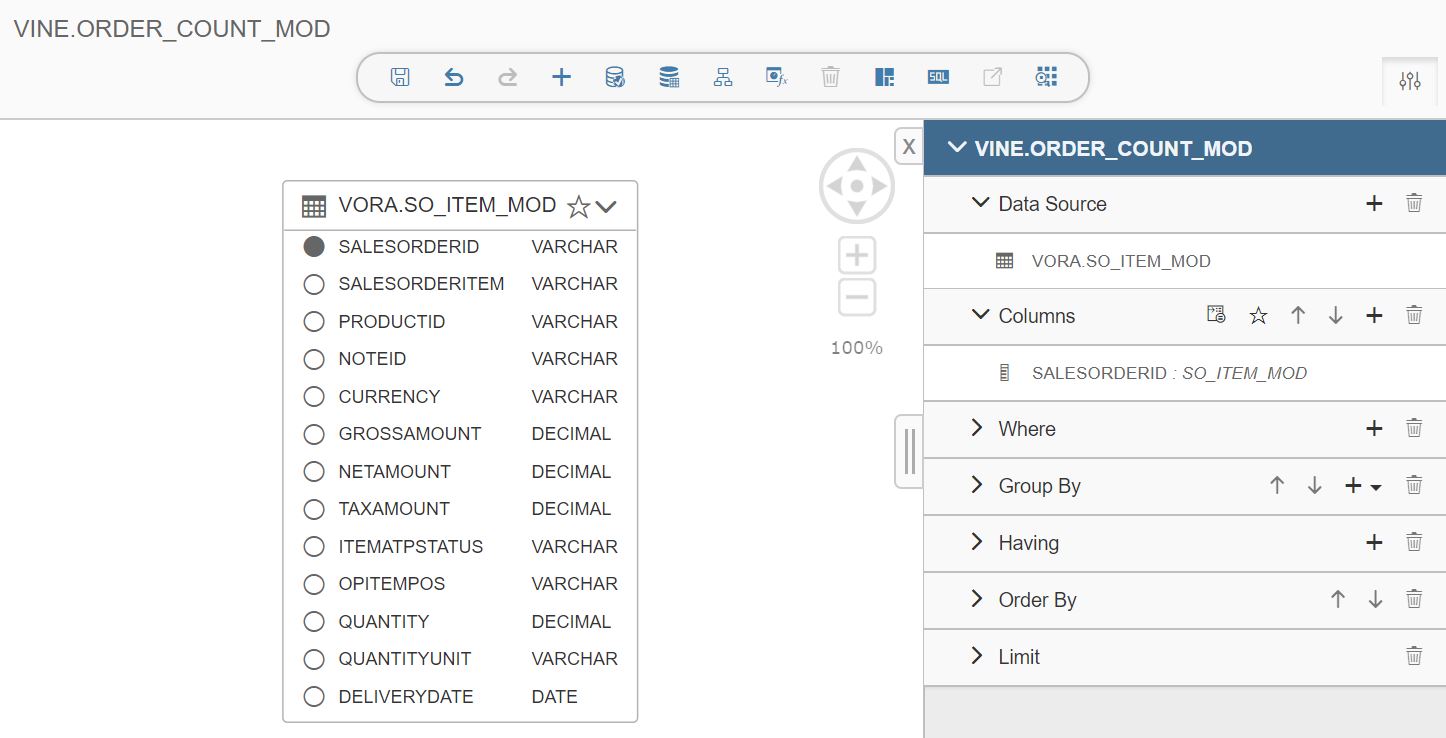 VINE.ORDER_COUNT_MOD
fx
SQL
X
VINE.ORDER_COUNT_MOD
VORA.SO_ITEM_MOD
SALESORDERID VARCHAR
SALESORDERITEM VARCHAR
PRODUCTID VARCHAR
NOTEID VARCHAR
CURRENCY VARCHAR
GROSSAMOUNT DECIMAL
NETAMOUNT DECIMAL
TAXAMOUNT DECIMAL
ITEMATPSTATUS VARCHAR
OPITEMPOS VARCHAR
QUANTITY DECIMAL
QUANTITYUNIT VARCHAR
DELIVERYDATE DATE
100%
Data Source
VORA.SO_ITEM_MOD
Columns
SALESORDERID : SO_ITEM_MOD
Where
Group By
Having
Order By
Limit